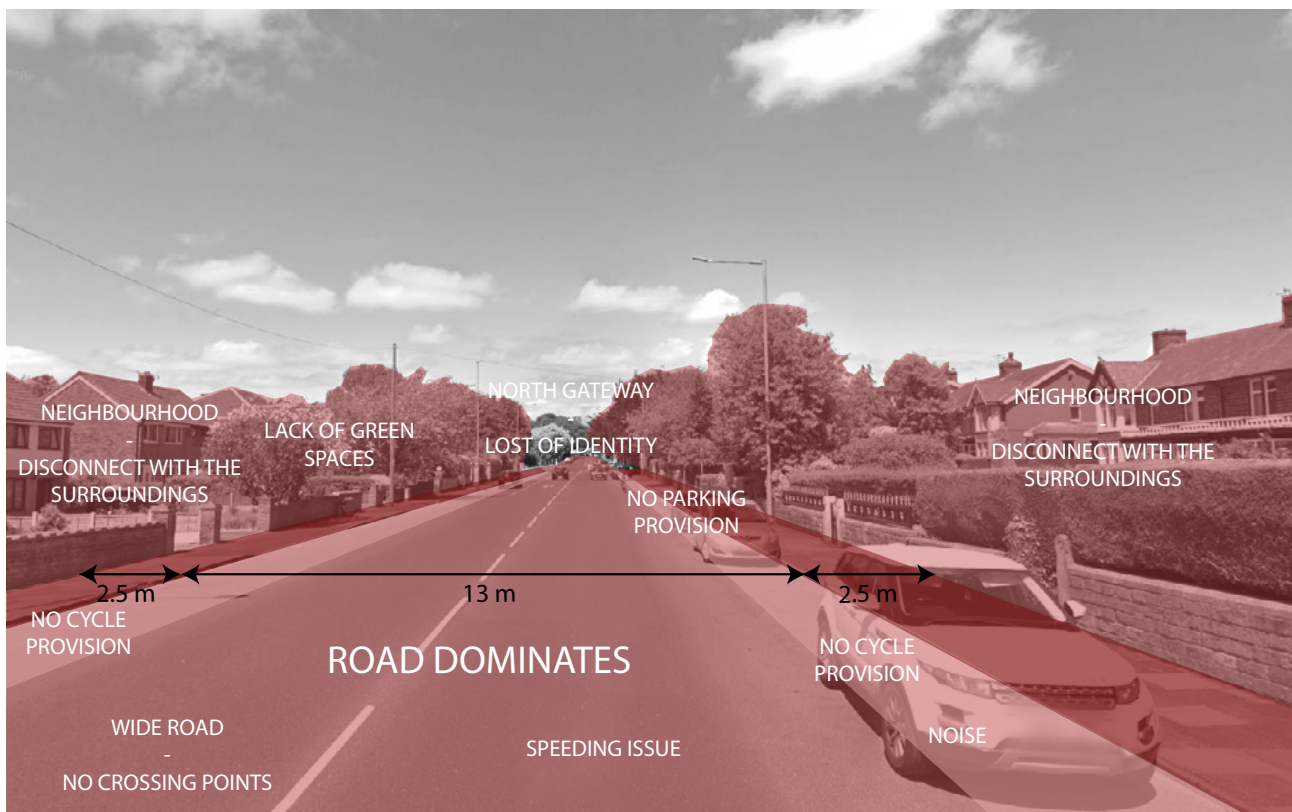 NORTH GATEWAY
-
LOST OF IDENTITY
NEIGHBOURHOOD
-
DISCONNECT WITH THE
SURROUNDINGS
LACK OF GREEN
SPACES
NEIGHBOURHOOD
-
DISCONNECT WITH THE
SURROUNDINGS
NO PARKING
PROVISION
2.5 m
13 m
2.5 m
NO CYCLE
PROVISION
ROAD DOMINATES
NO CYCLE
PROVISION
WIDE ROAD
-
NO CROSSING POINTS
SPEEDING ISSUE
NOISE